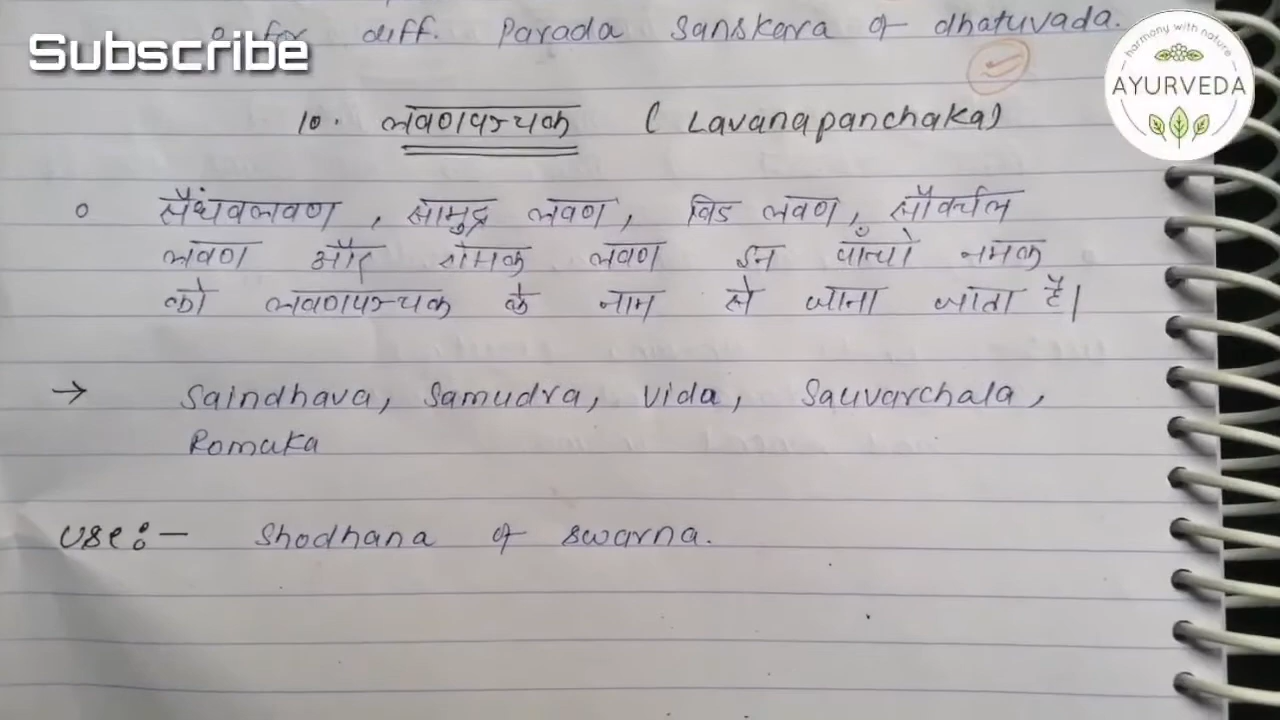 Subscribe
for diff. Parada Sanskara of dhatuvada.
harmony with nature
AYURVEDA
10. लवणपञ्चक (Lavanapanchaka)
सैंधवलवण, सामुद्र लवण, विड लवण, सौवर्चल
लवण और रोमक लवण इन पाँचो नमक
को लवणपञ्चक के नाम से जाना जाता है।
→ Saindhava, Samudra, Vida, Sauvarchala,
Romaka
Use:- Shodhana of swarna.